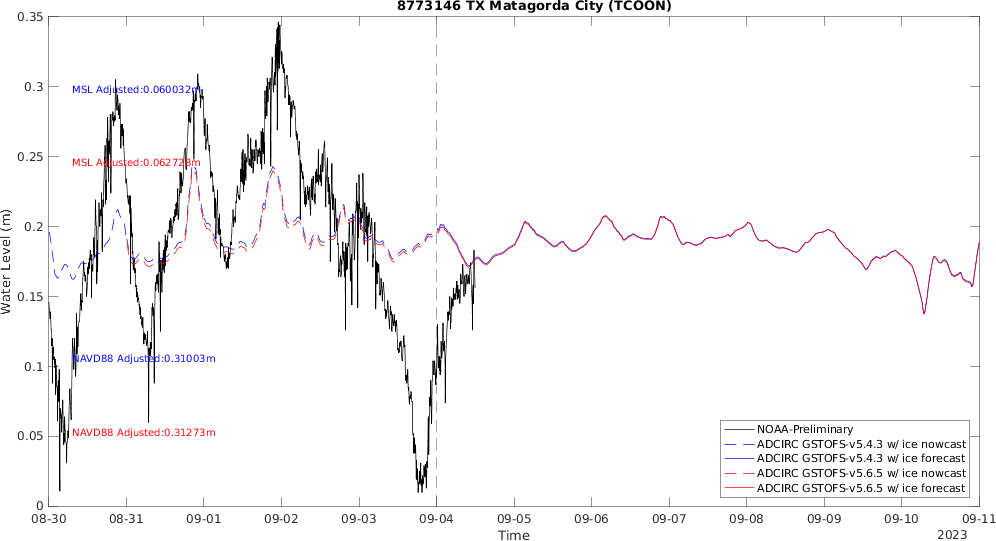 8773146 TX Matagorda City (TCOON)
0.35
0.3
0.25
0.2
0.15
0.1
0.05
0
Water Level (m)
MSL Adjusted:0.060032m
MSL Adjusted:0.062728m
NAVD88 Adjusted:0.31003m
NAVD88 Adjusted:0.31273m
NOAA-Preliminary
ADCIRC GSTOFS-v5.4.3 w/ ice nowcast
ADCIRC GSTOFS-v5.4.3 w/ ice forecast
ADCIRC GSTOFS-v5.6.5 w/ ice nowcast
ADCIRC GSTOFS-v5.6.5 w/ ice forecast
08-30 08-31 09-01 09-02 09-03 09-04 09-05 09-06 09-07 09-08 09-09 09-10 09-11
Time
2023